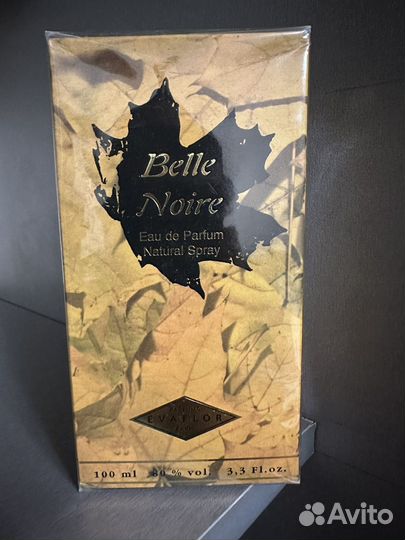 Belle
Noire
Eau de Parfum
Natural Spray
EVAFLOR
100 ml 80 % vol. 3,3 Fl.oz.
Avito